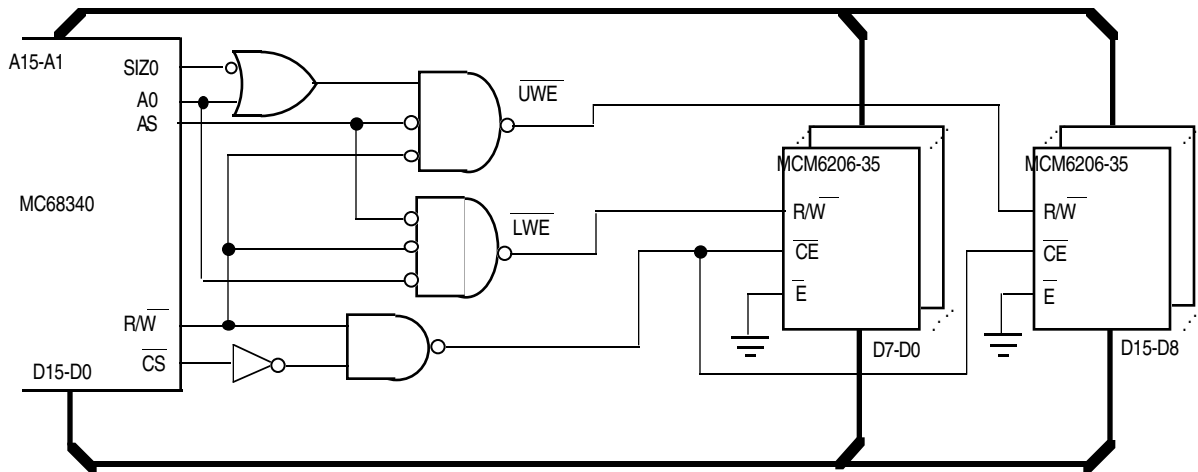 A15-A1
SIZ0
A0
AS
MC68340
R/W
CS
D15-D0
UWE
LWE
MCM6206-35
R/W
CE
E
D7-D0
MCM6206-35
R/W
CE
E
D15-D8